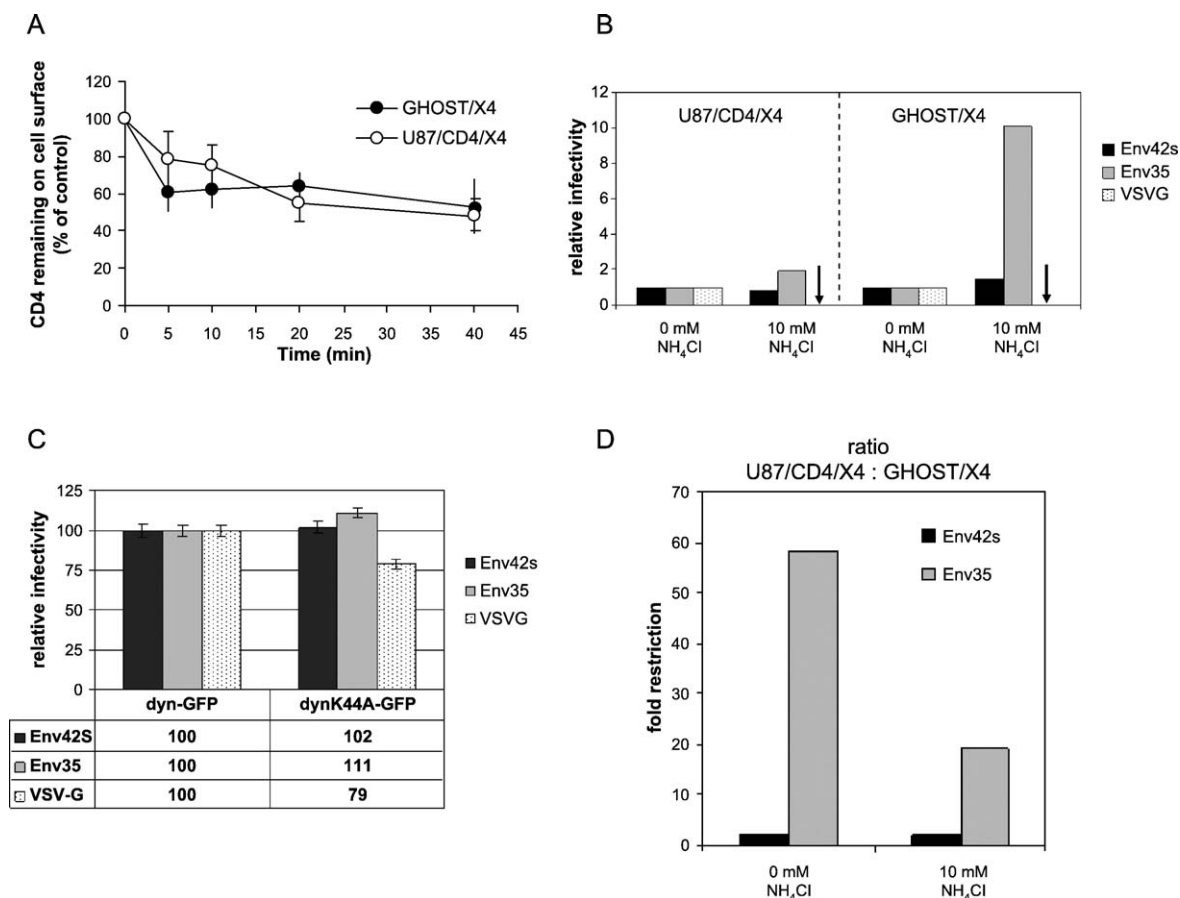 A
CD4 remaining on cell surface
(% of control)
120
100
80
60
40
20
0
0 5 10 15 20 25 30 35 40 45
Time (min)
GHOST/X4
U87/CD4/X4
B
relative infectivity
12
10
8
6
4
2
0
U87/CD4/X4 GHOST/X4
0 mM 10 mM 0 mM 10 mM
NH₄Cl NH₄Cl NH₄Cl NH₄Cl
Env42s
Env35
VSVG
C
relative infectivity
125
100
75
50
25
0
Env42s
Env35
VSVG
dyn-GFP dynK44A-GFP
Env42S 100 102
Env35 100 111
VSV-G 100 79
D
ratio
U87/CD4/X4 : GHOST/X4
fold restriction
70
60
50
40
30
20
10
0
Env42s
Env35
0 mM 10 mM
NH₄Cl NH₄Cl